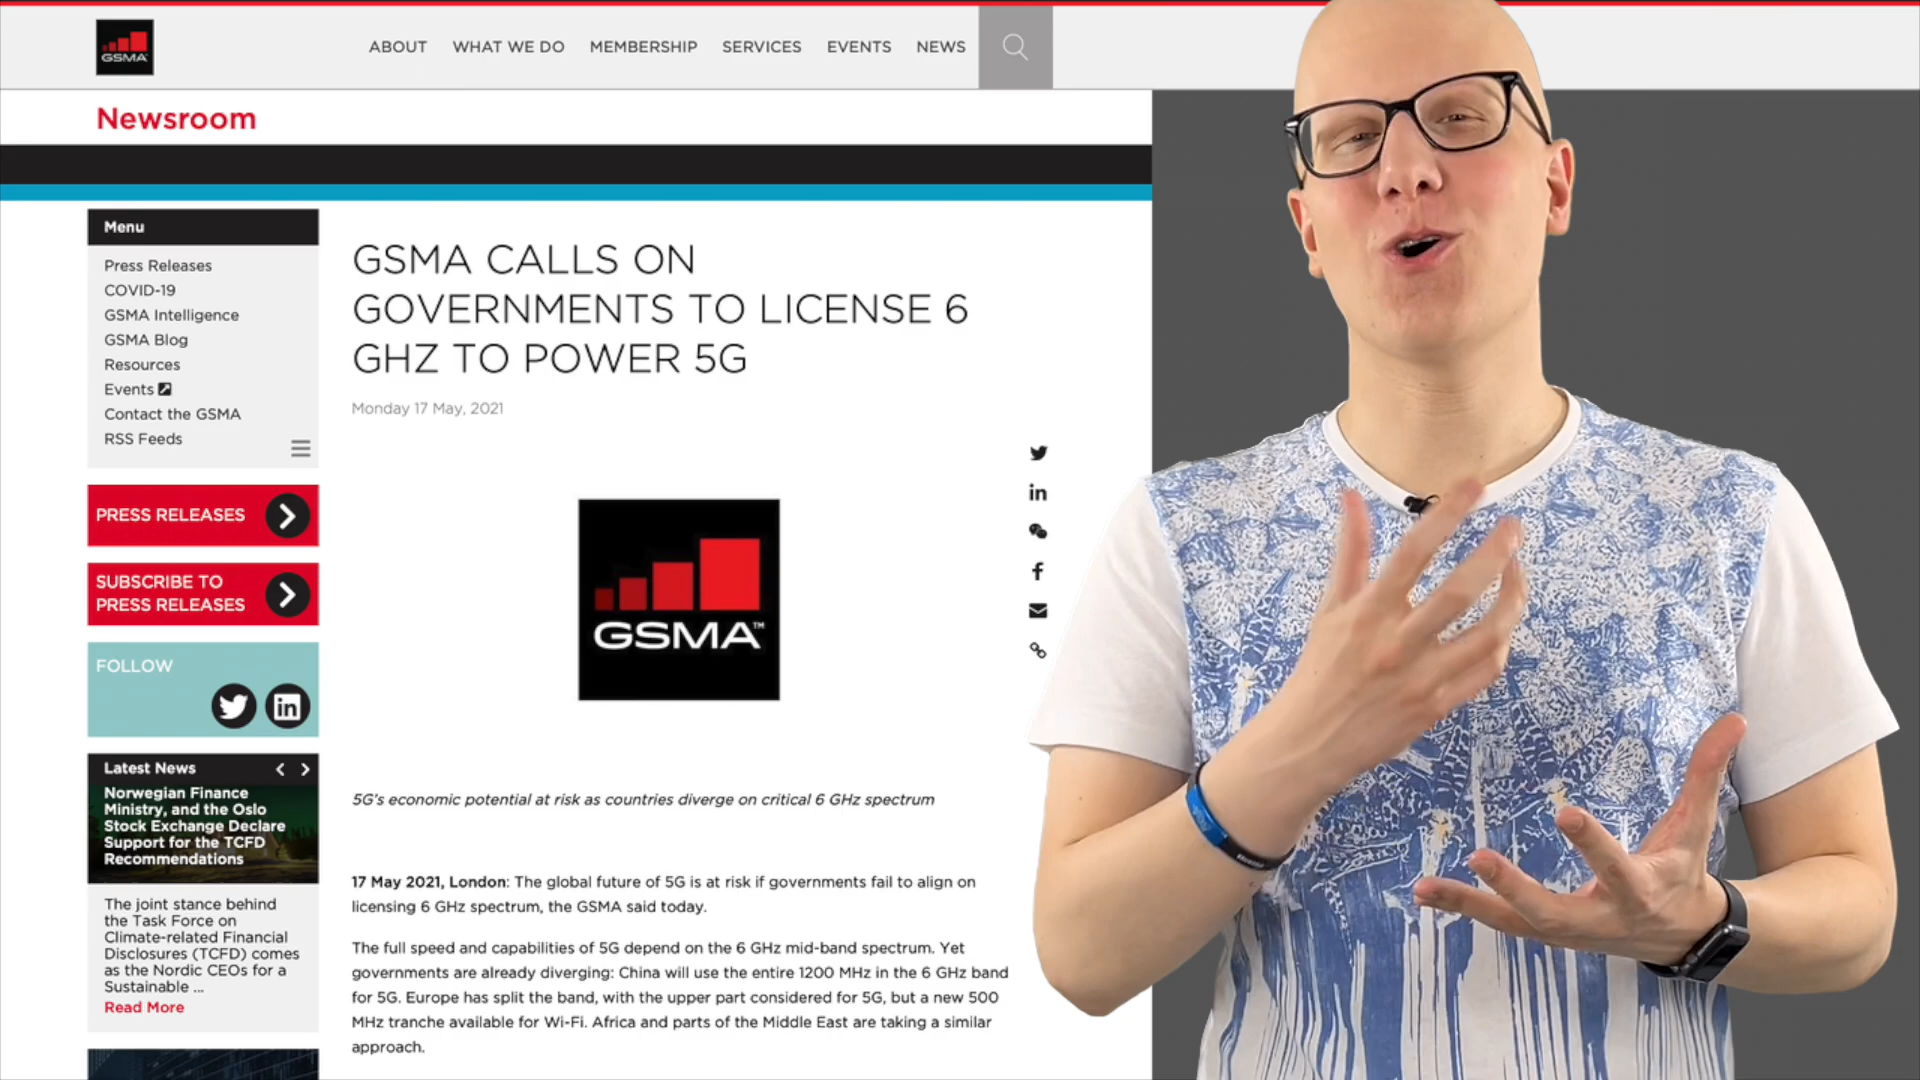 GSMA
ABOUT
WHAT WE DO
MEMBERSHIP
SERVICES
EVENTS
NEWS
Newsroom
Menu
Press Releases
COVID-19
GSMA Intelligence
GSMA Blog
Resources
Events
Contact the GSMA
RSS Feeds
PRESS RELEASES
SUBSCRIBE TO
PRESS RELEASES
FOLLOW
in
Latest News
Norwegian Finance
Ministry, and the Oslo
Stock Exchange Declare
Support for the TCFD
Recommendations
The joint stance behind
the Task Force on
Climate-related Financial
Disclosures (TCFD) comes
as the Nordic CEOs for a
Sustainable ...
Read More
GSMA CALLS ON
GOVERNMENTS TO LICENSE 6
GHZ TO POWER 5G
Monday 17 May, 2021
in
f
GSMA™
5G's economic potential at risk as countries diverge on critical 6 GHz spectrum
17 May 2021, London: The global future of 5G is at risk if governments fail to align on
licensing 6 GHz spectrum, the GSMA said today.
The full speed and capabilities of 5G depend on the 6 GHz mid-band spectrum. Yet
governments are already diverging: China will use the entire 1200 MHz in the 6 GHz band
for 5G. Europe has split the band, with the upper part considered for 5G, but a new 500
MHz tranche available for Wi-Fi. Africa and parts of the Middle East are taking a similar
approach.